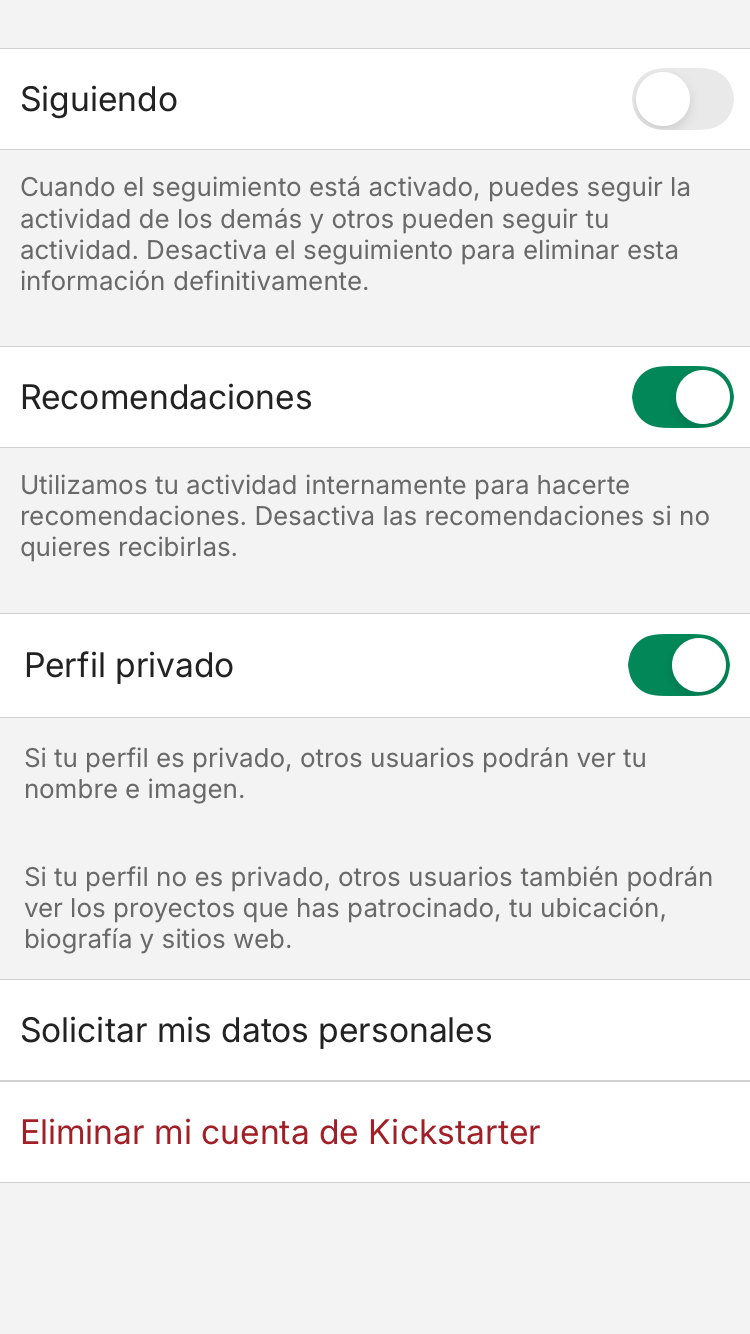 Siguiendo
Cuando el seguimiento está activado, puedes seguir la
actividad de los demás y otros pueden seguir tu
actividad. Desactiva el seguimiento para eliminar esta
información definitivamente.
Recomendaciones
Utilizamos tu actividad internamente para hacerte
recomendaciones. Desactiva las recomendaciones si no
quieres recibirlas.
Perfil privado
Si tu perfil es privado, otros usuarios podrán ver tu
nombre e imagen.
Si tu perfil no es privado, otros usuarios también podrán
ver los proyectos que has patrocinado, tu ubicación,
biografía y sitios web.
Solicitar mis datos personales
Eliminar mi cuenta de Kickstarter